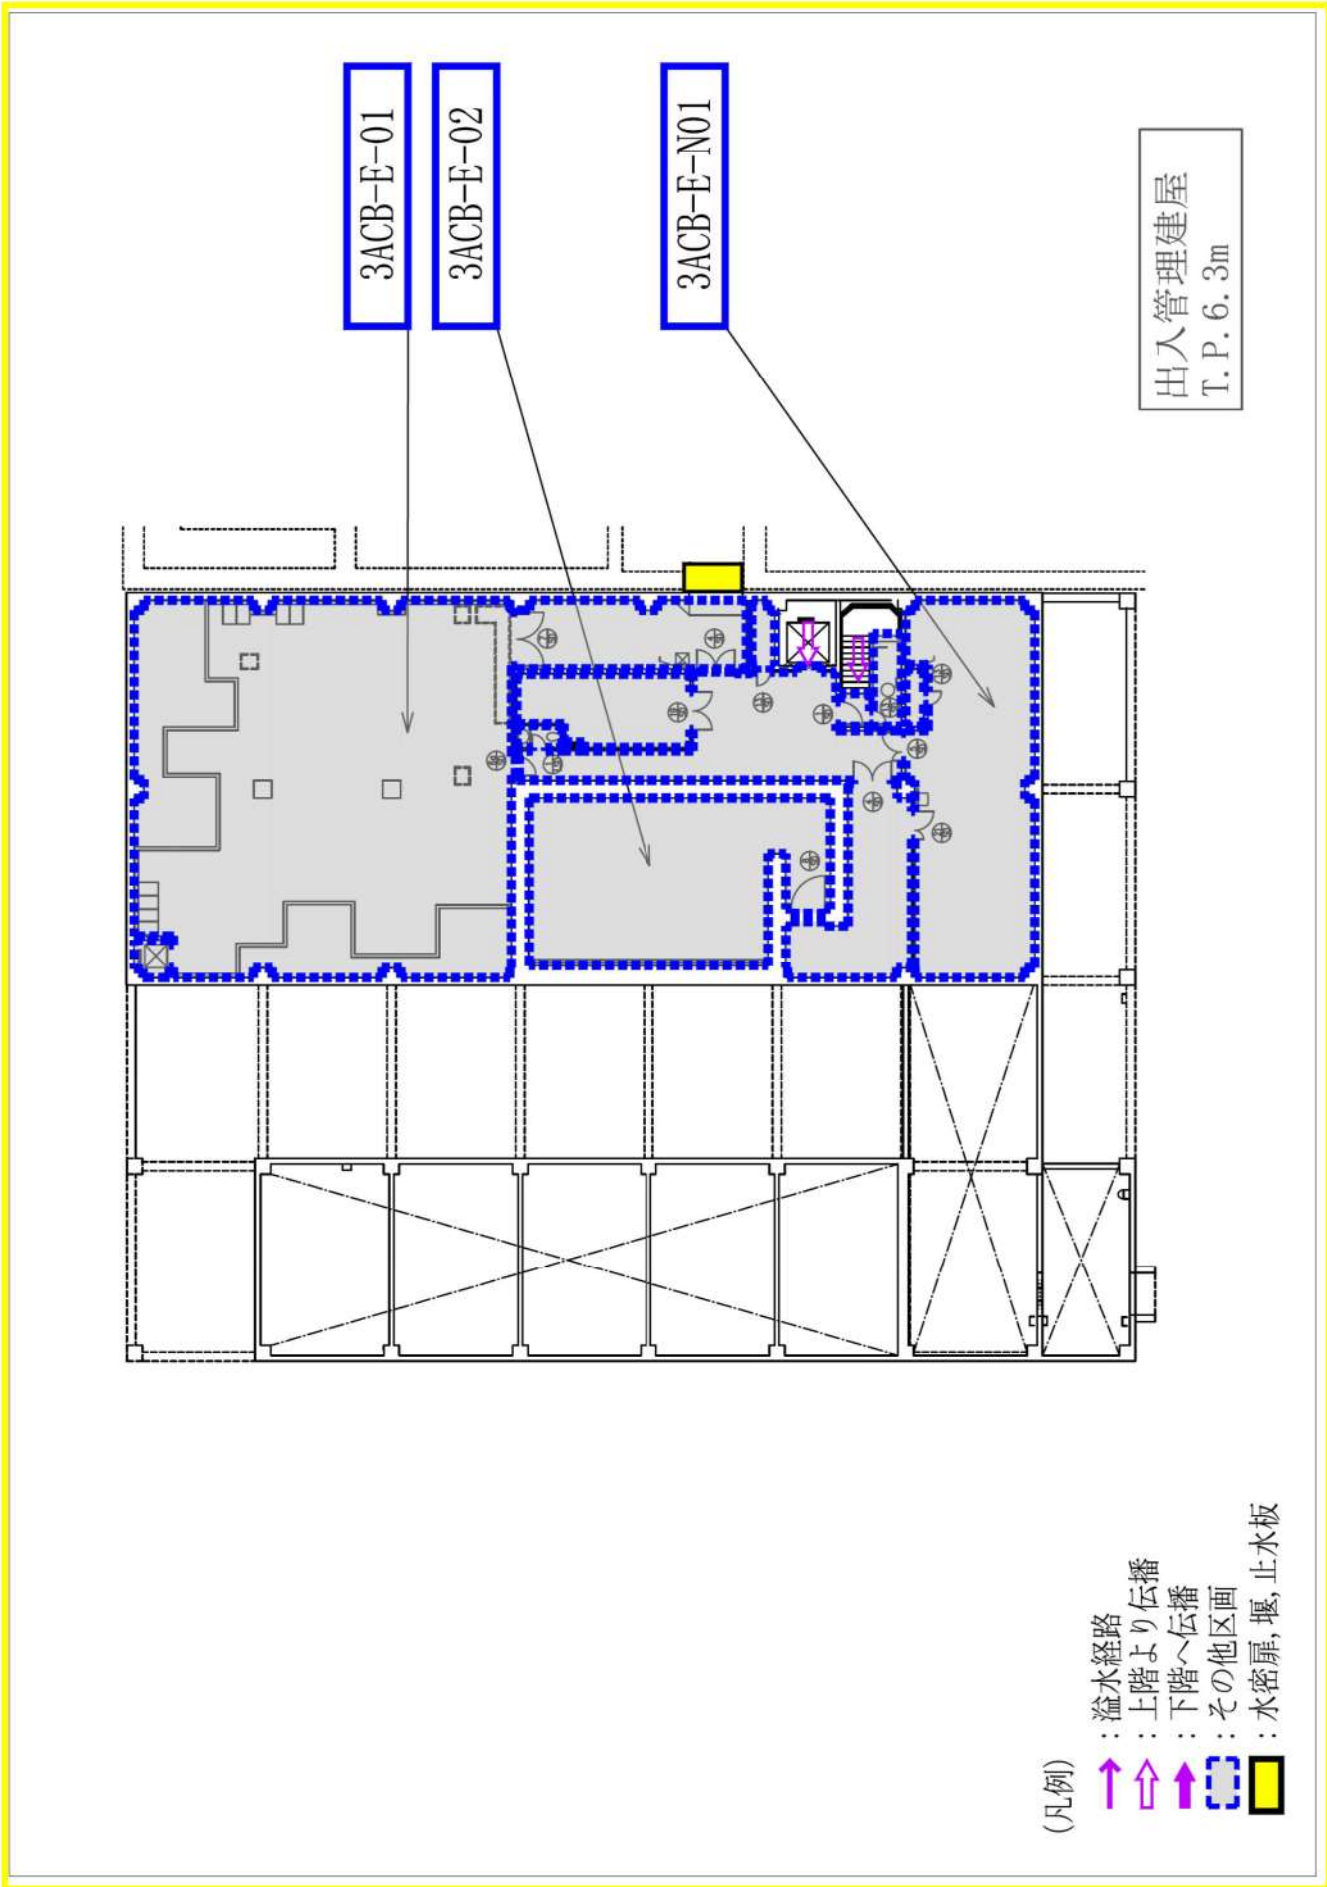 3ACB-E-01
3ACB-E-02
3ACB-E-N01
出入管理建屋
T.P.6.3m
(凡例)
：溢水経路
：上階より伝播
：下階へ伝播
：その他区画
：水密扉,堰,止水板